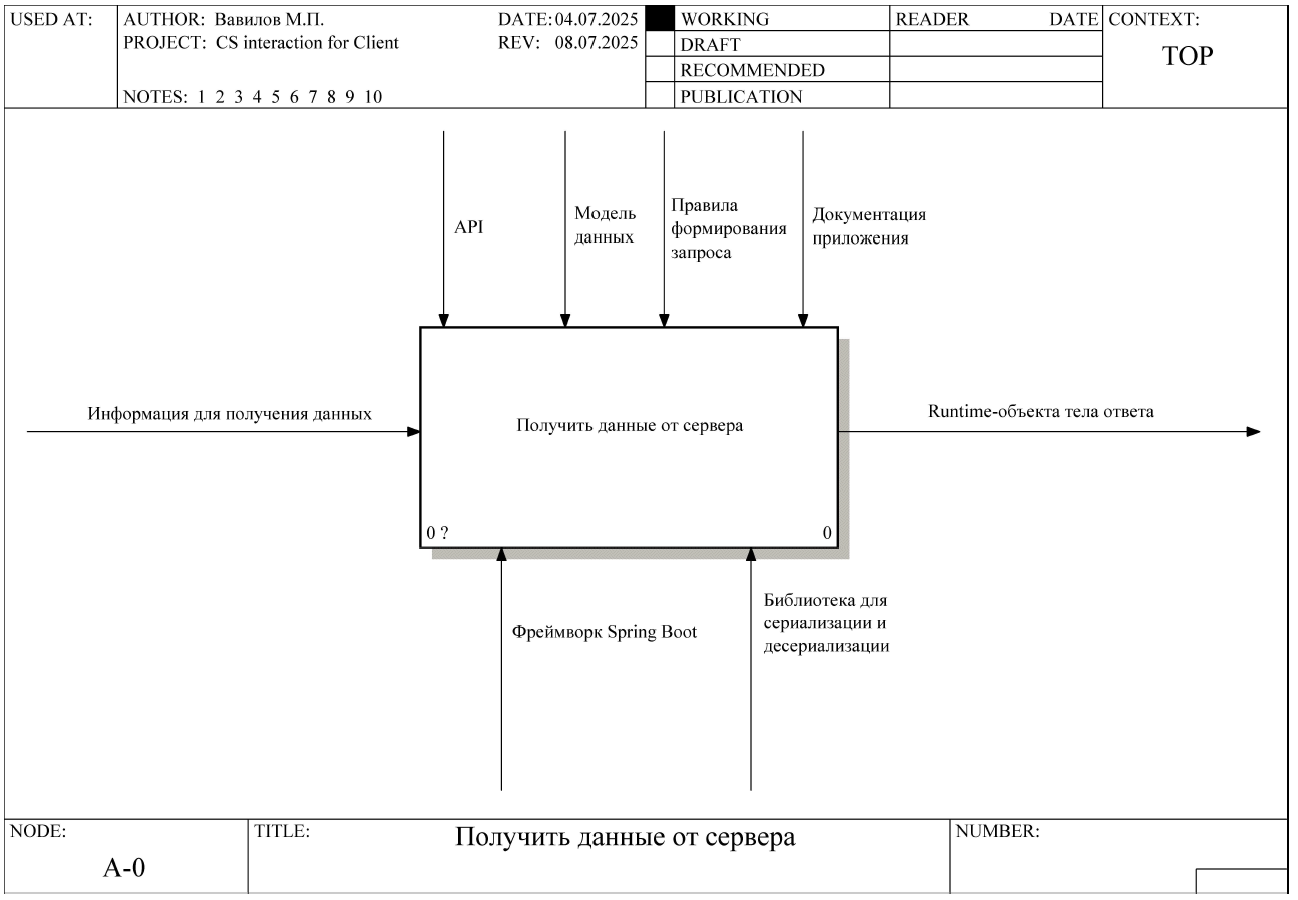 USED AT:
AUTHOR: Вавилов М.П.
DATE: 04.07.2025
PROJECT: CS interaction for Client
REV: 08.07.2025
NOTES: 1 2 3 4 5 6 7 8 9 10
WORKING
DRAFT
RECOMMENDED
PUBLICATION
READER DATE
CONTEXT:
TOP
API
Модель
данных
Правила
формирования
запроса
Документация
приложения
Информация для получения данных
Получить данные от сервера
0 ?
0
Runtime-объекта тела ответа
Фреймворк Spring Boot
Библиотека для
сериализации и
десериализации
NODE:
A-0
TITLE:
Получить данные от сервера
NUMBER: